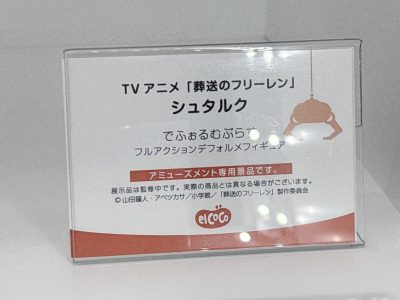 TVアニメ「葬送のフリーレン」
シュタルク
でふぉるむぷらす
フルアクションデフォルメフィギュア
アミューズメント専用景品です。
展示品は監修中です。実際の商品とは異なる場合がございます。
© 山田鐘人・アベツカサ/小学館/「葬送のフリーレン」製作委員会
elcoco